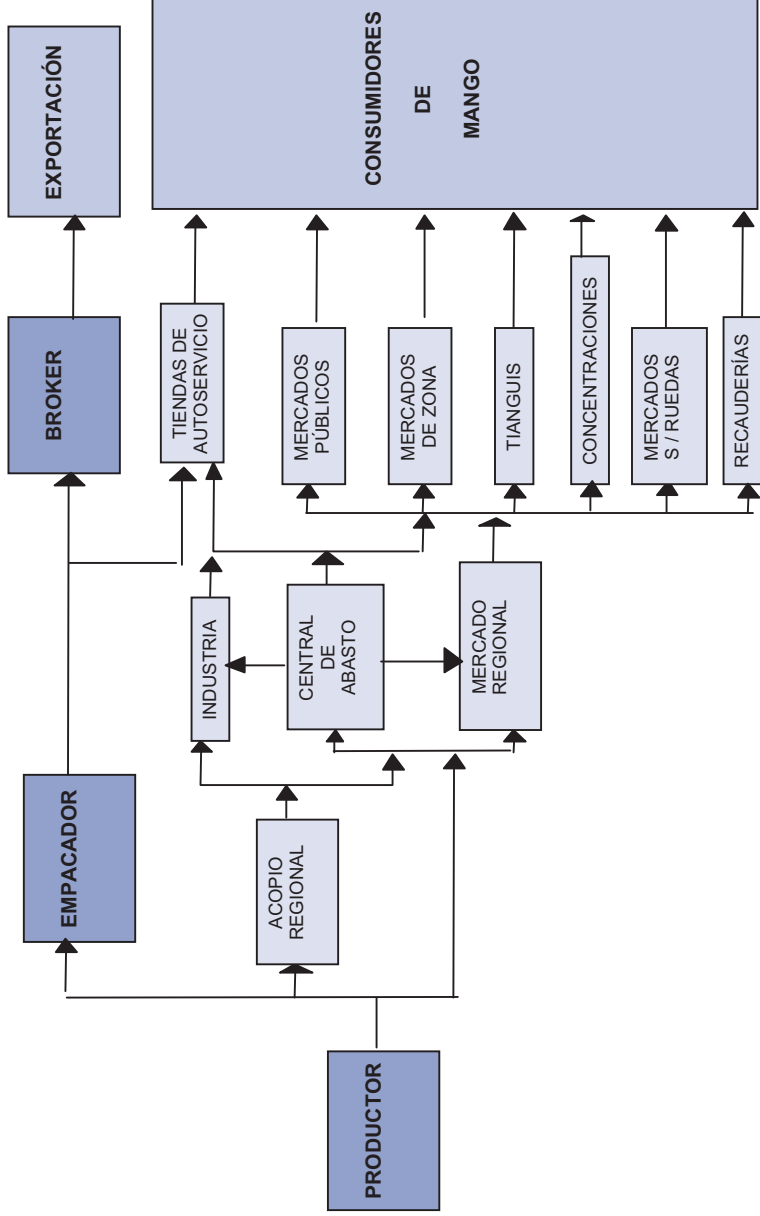 EXPORTACIÓN
BROKER
EMPACADOR
PRODUCTOR
ACOPIO
REGIONAL
INDUSTRIA
CENTRAL
DE
ABASTO
MERCADO
REGIONAL
TIENDAS DE
AUTOSERVICIO
MERCADOS
PÚBLICOS
MERCADOS
DE ZONA
TIANGUIS
CONCENTRACIONES
MERCADOS
S / RUEDAS
RECAUDERÍAS
CONSUMIDORES
DE
MANGO